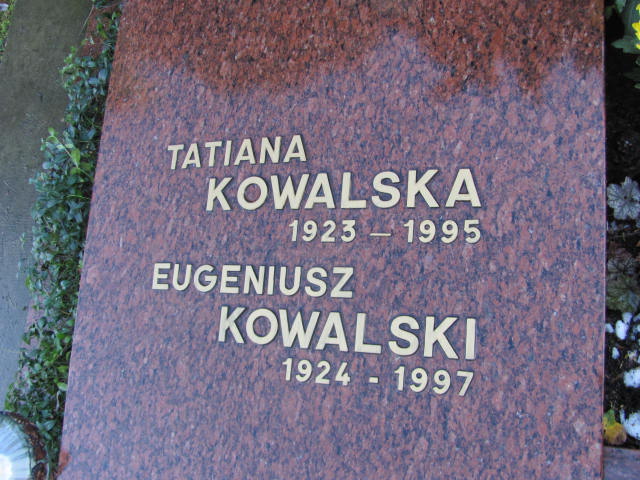 TATIANA
KOWALSKA
1923 – 1995
EUGENIUSZ
KOWALSKI
1924 - 1997